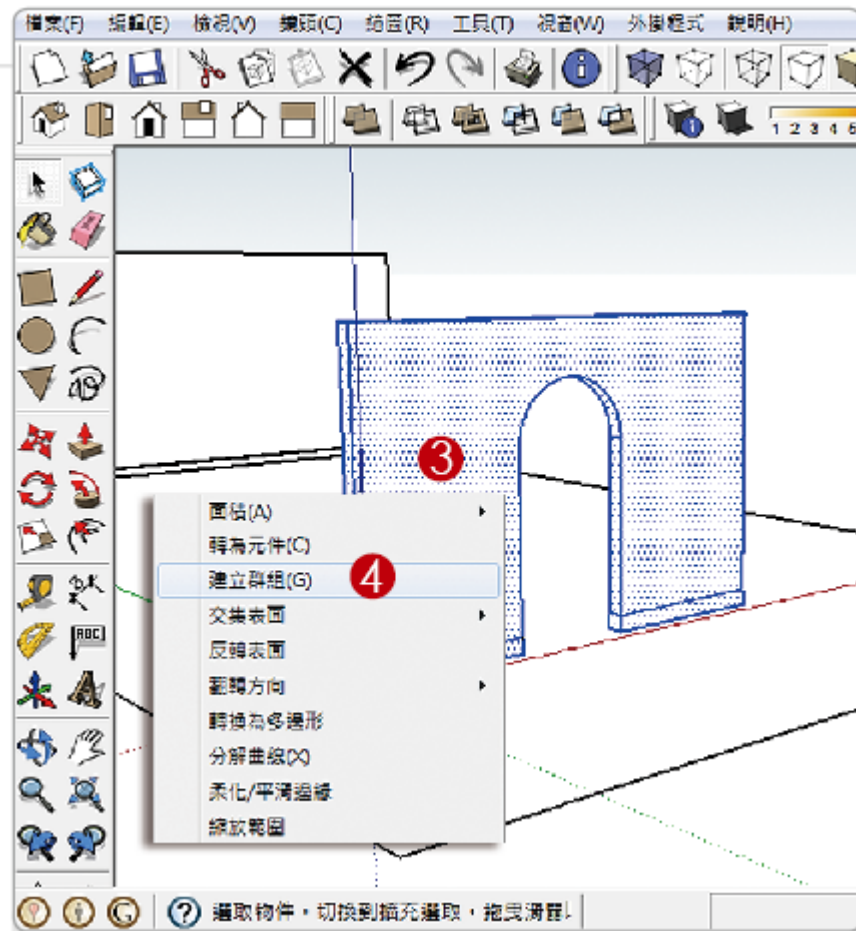 檔案(F) 編輯(E) 檢視(V) 鏡頭(C) 繪圖(R) 工具(T) 視窗(W) 外掛程式 說明(H)
1 2 3 4 5
3
面積(A)
轉為元件(C)
建立群組(G) 4
交集表面
反轉表面
翻轉方向
轉換為多邊形
分解曲線(X)
柔化/平滑邊緣
縮放範圍
ABC
選取物件。切換到擴充選取。拖曳滑鼠